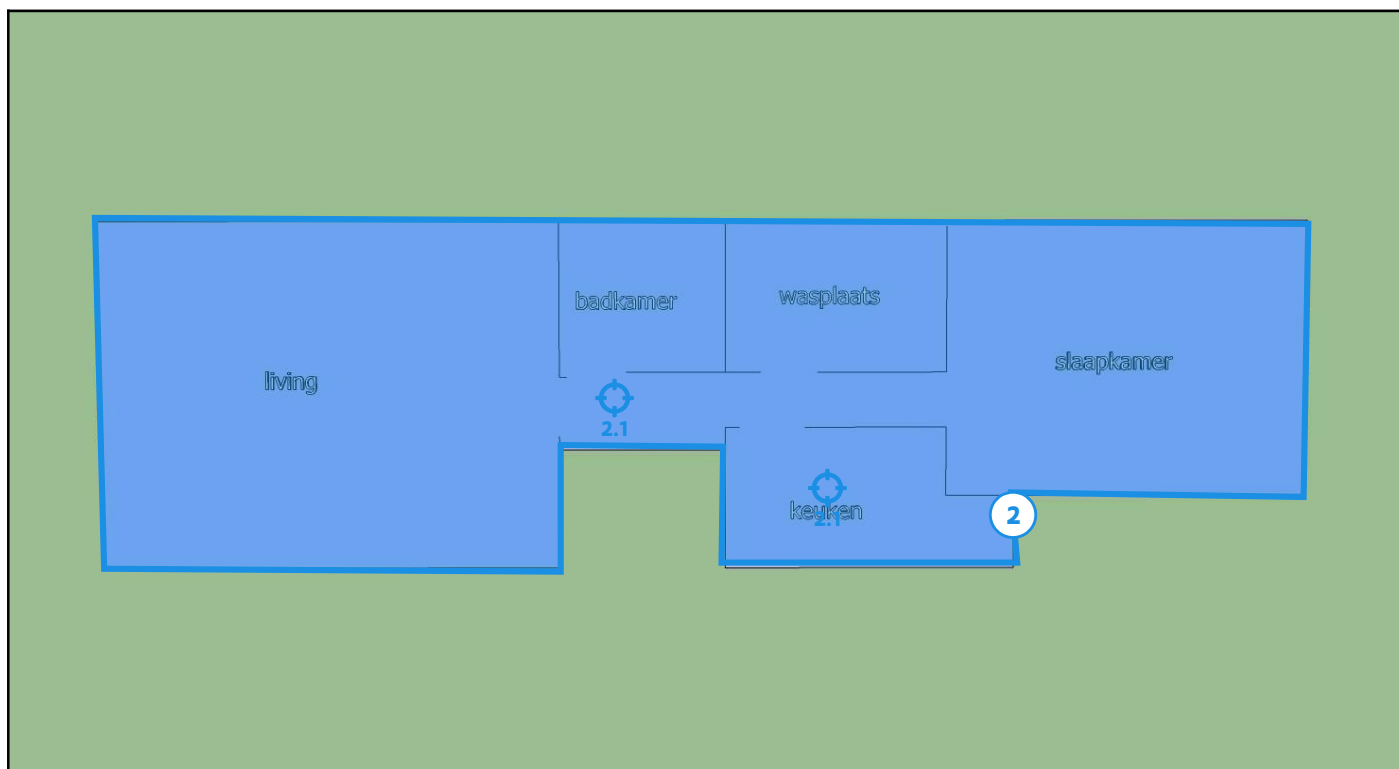 badkamer
wasplaats
living
slaapkamer
2.1
keuken
2.1
2